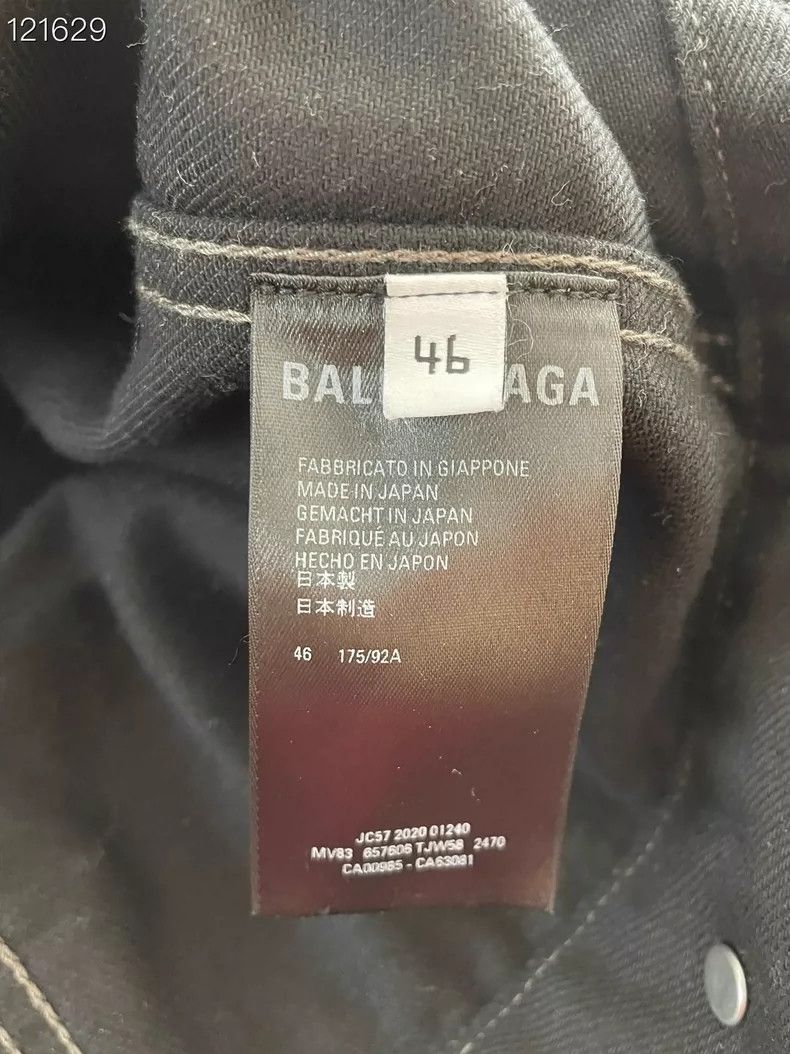 121629
46
BAL AGA
FABBRICATO IN GIAPPONE
MADE IN JAPAN
GEMACHT IN JAPAN
FABRIQUÉ AU JAPON
HECHO EN JAPON
日本製
日本制造
46 175/92A
JC57 2020 01240
MV83 657606 TJW58 2470
CA00985 - CA63081